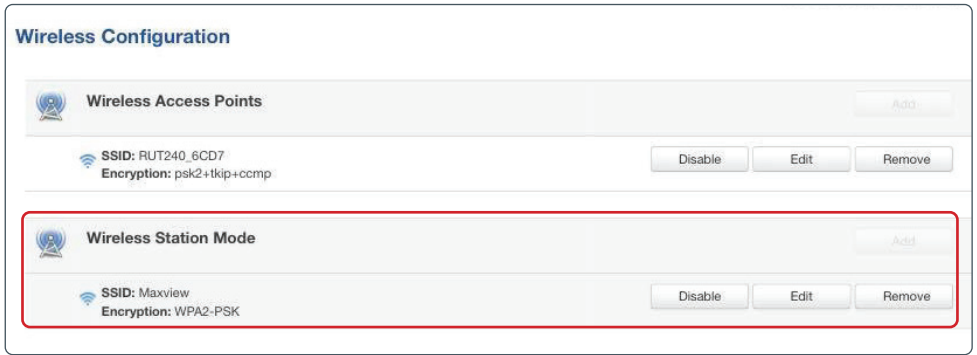 Wireless Configuration
Wireless Access Points Add
SSID: RUT240_6CD7
Encryption: psk2+tkip+ccmp
Disable Edit Remove
Wireless Station Mode Add
SSID: Maxview
Encryption: WPA2-PSK
Disable Edit Remove